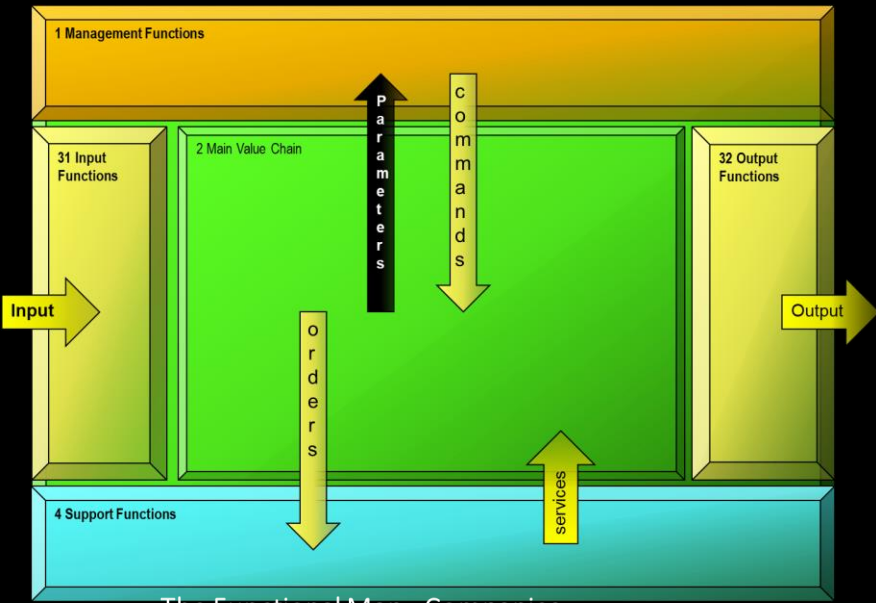 1 Management Functions
Parameters
commands
31 Input
Functions
2 Main Value Chain
32 Output
Functions
Input
Output
orders
services
4 Support Functions